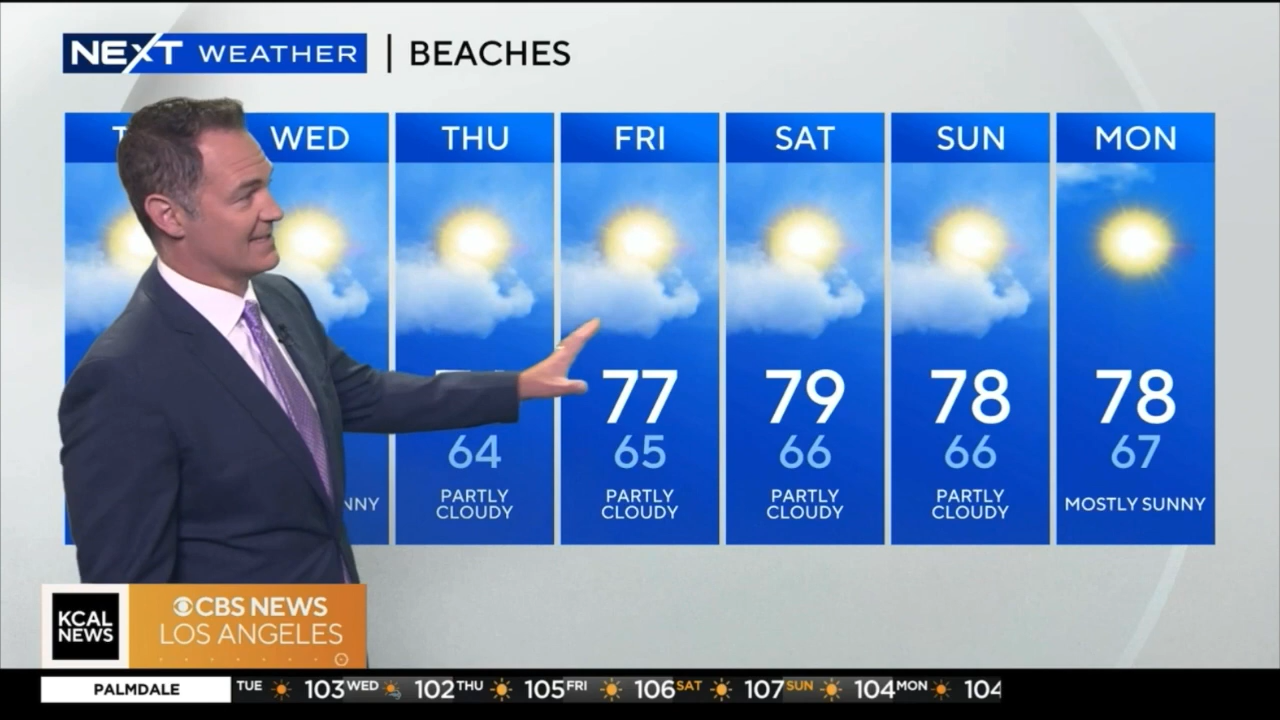 NEXT WEATHER | BEACHES
WED THU FRI SAT SUN MON
77 79 78 78
64 65 66 66 67
PARTLY CLOUDY PARTLY CLOUDY PARTLY CLOUDY PARTLY CLOUDY MOSTLY SUNNY
KCAL NEWS
CBS NEWS
LOS ANGELES
PALMDALE TUE 103 WED 102 THU 105 FRI 106 SAT 107 SUN 104 MON 104